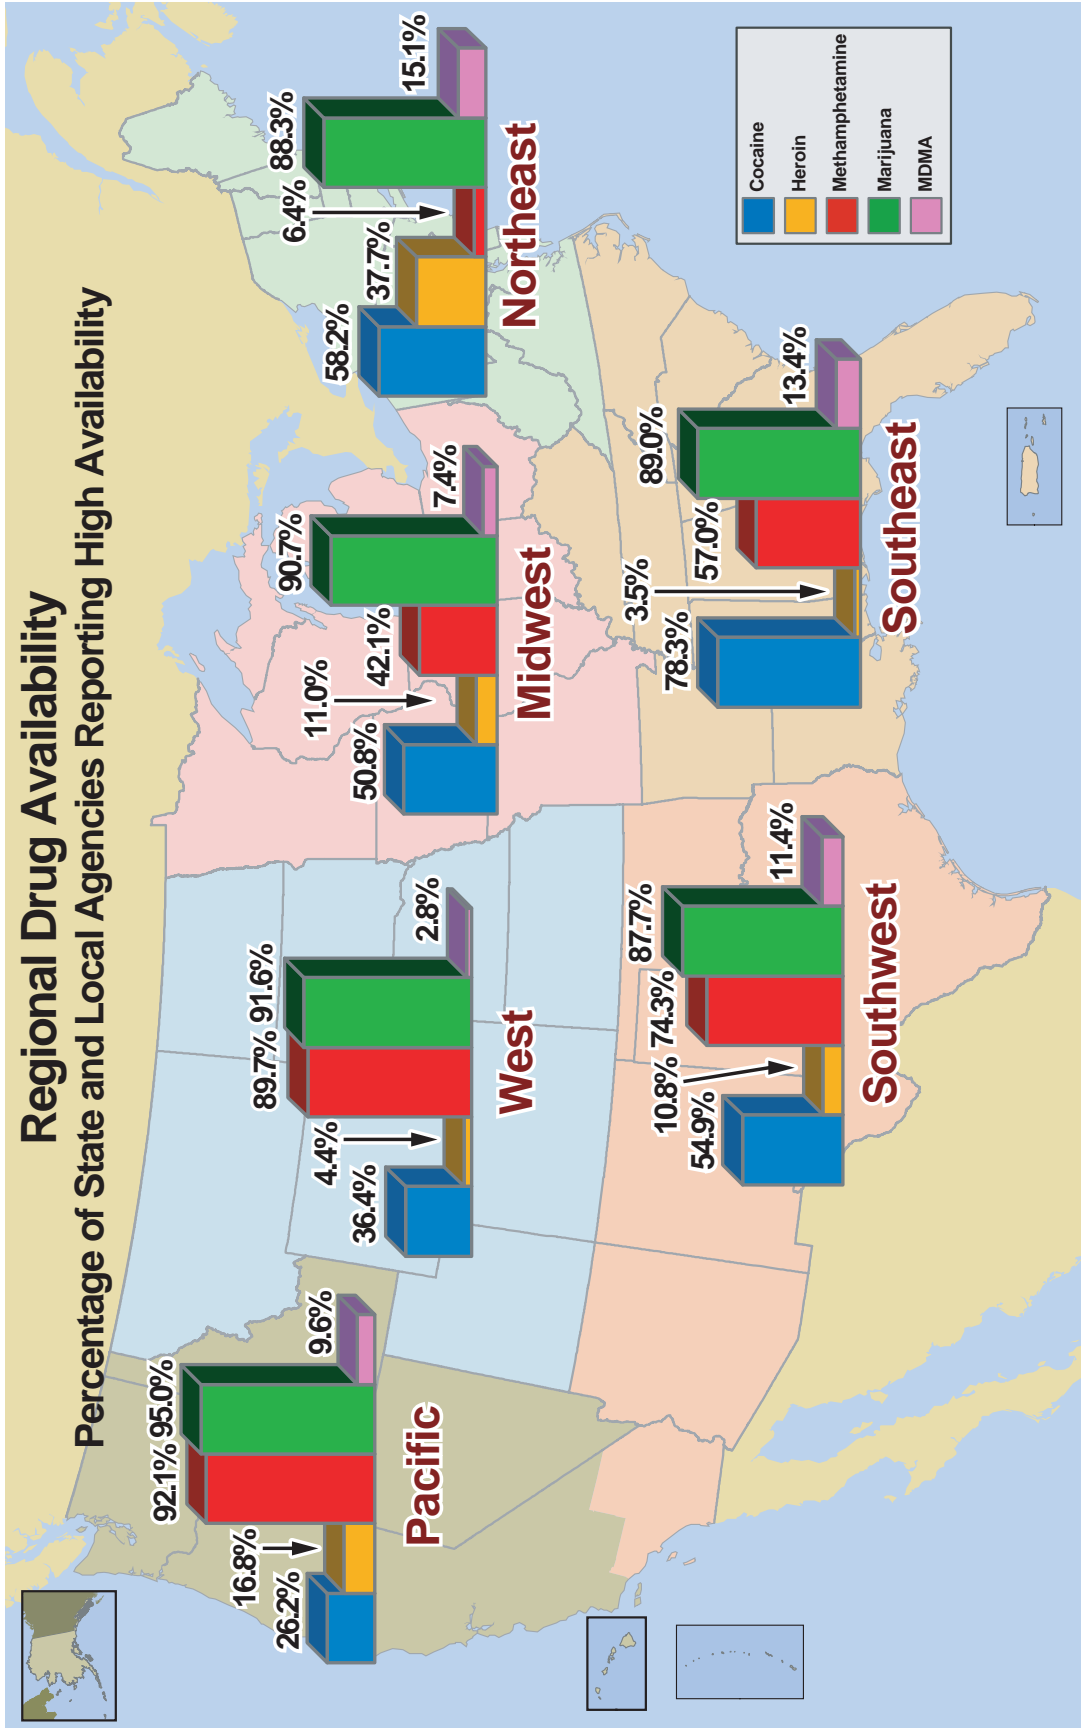 Regional Drug Availability
Percentage of State and Local Agencies Reporting High Availability
26.2%
16.8%
92.1%
95.0%
9.6%
Pacific
36.4%
4.4%
89.7%
91.6%
2.8%
West
50.8%
11.0%
42.1%
90.7%
7.4%
Midwest
58.2%
37.7%
6.4%
88.3%
15.1%
Northeast
54.9%
10.8%
74.3%
87.7%
11.4%
Southwest
78.3%
3.5%
57.0%
89.0%
13.4%
Southeast
Cocaine
Heroin
Methamphetamine
Marijuana
MDMA